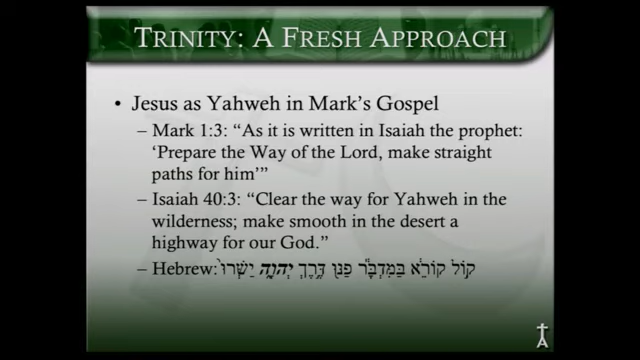 TRINITY: A FRESH APPROACH
• Jesus as Yahweh in Mark's Gospel
– Mark 1:3: “As it is written in Isaiah the prophet:
‘Prepare the Way of the Lord, make straight
paths for him’”
– Isaiah 40:3: “Clear the way for Yahweh in the
wilderness; make smooth in the desert a
highway for our God.”
– Hebrew: ק֣וֹל קוֹרֵ֔א בַּמִּדְבָּ֕ר פַּנּ֖וּ דֶּ֣רֶךְ יְהוָ֑ה יַשְּׁרוּ֙